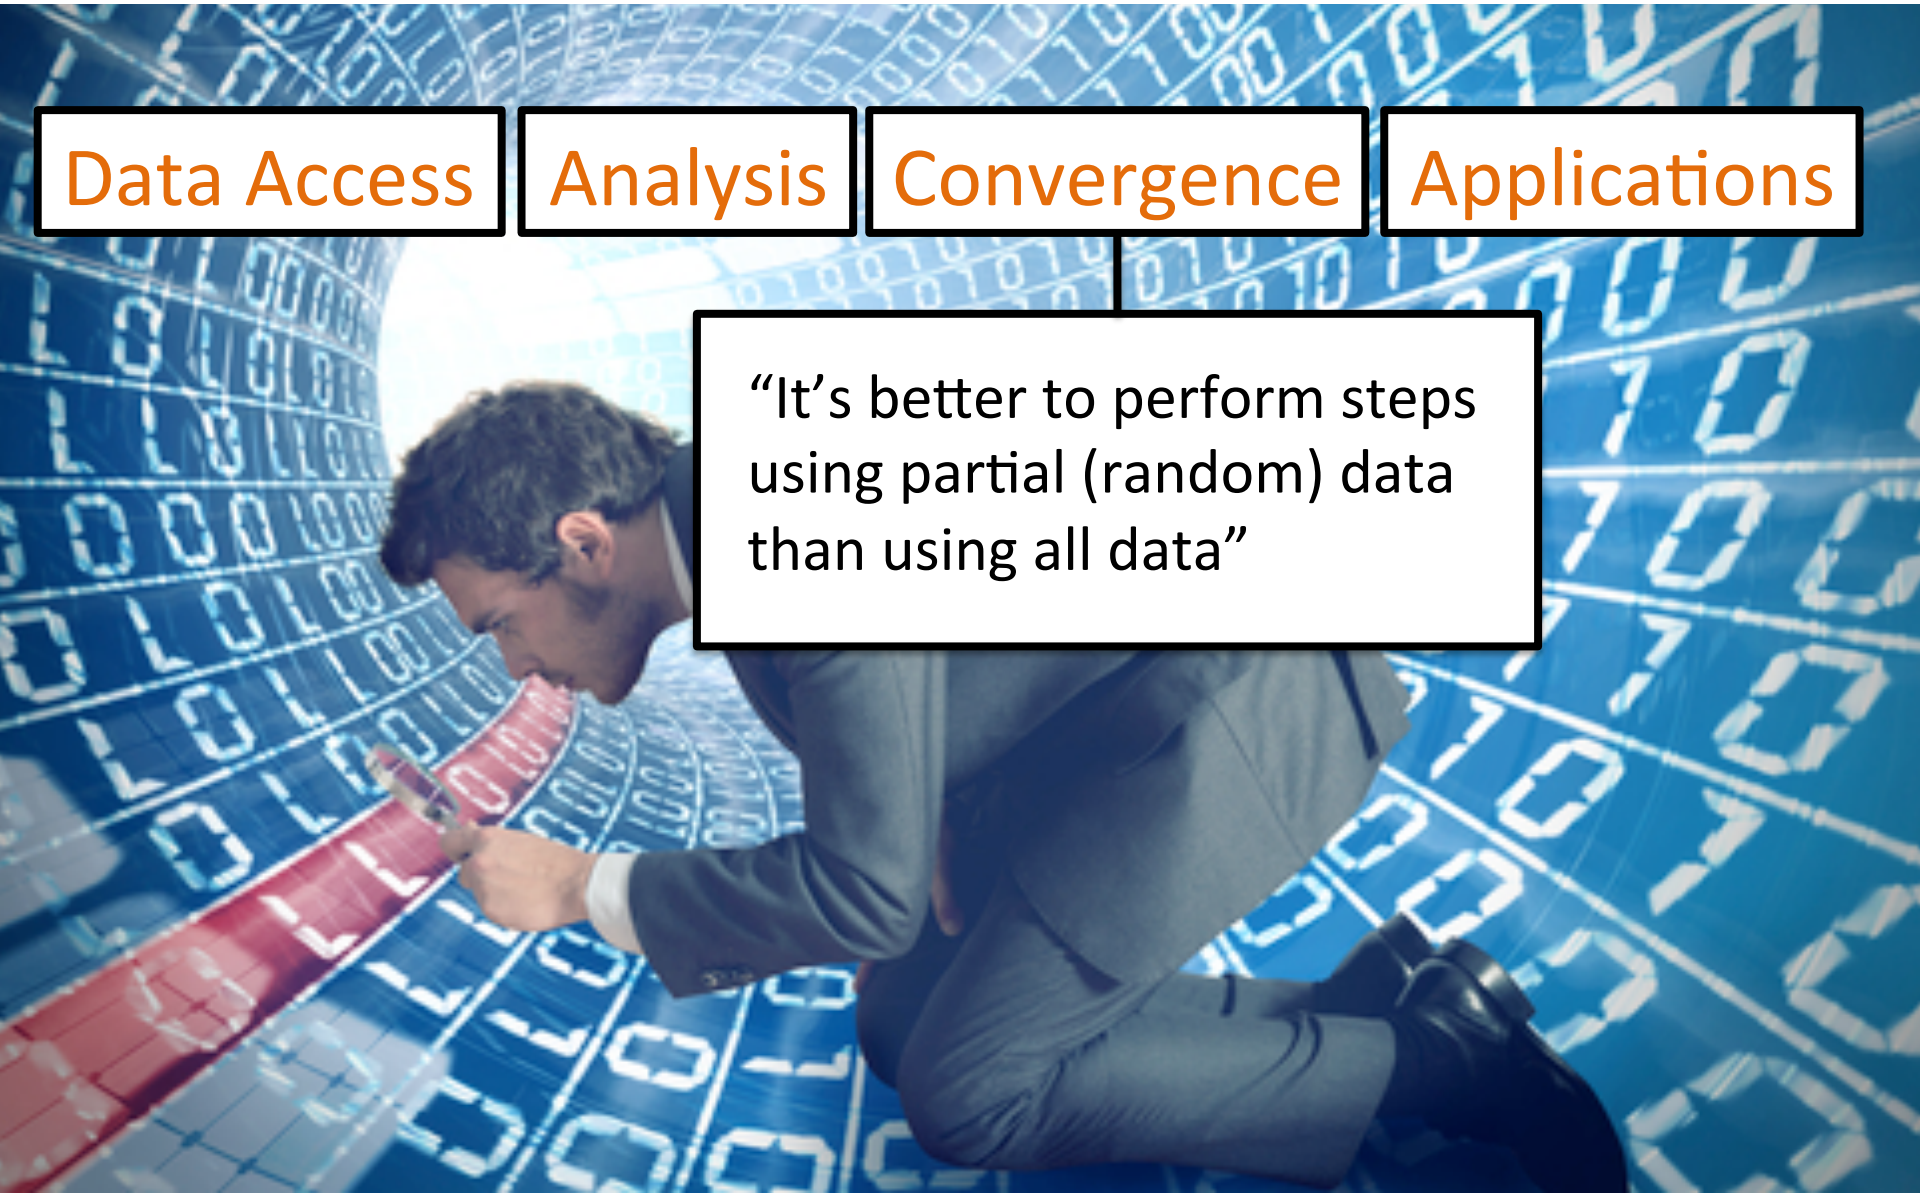 Data Access
Analysis
Convergence
Applications
“It’s better to perform steps
using partial (random) data
than using all data”